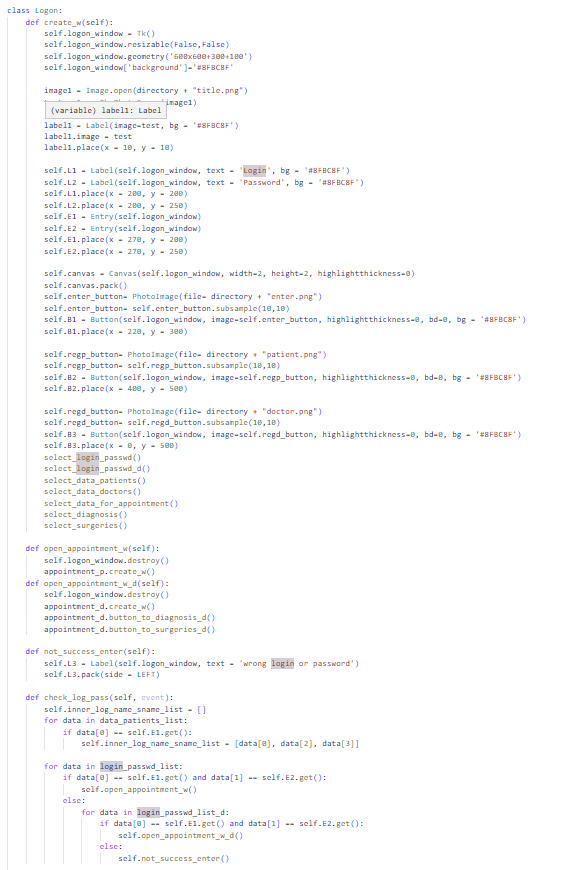 class Logon:
    def create_w(self):
        self.logon_window = Tk()
        self.logon_window.resizable(False,False)
        self.logon_window.geometry('600x600+300+100')
        self.logon_window['background']='#8FBC8F'
        image1 = Image.open(directory + "title.png")
        image1)
        (variable) label1: Label
        label1 = Label(image=test, bg = '#8FBC8F')
        label1.image = test
        label1.place(x = 10, y = 10)
        self.L1 = Label(self.logon_window, text = 'Login', bg = '#8FBC8F')
        self.L2 = Label(self.logon_window, text = 'Password', bg = '#8FBC8F')
        self.L1.place(x = 200, y = 200)
        self.L2.place(x = 200, y = 250)
        self.E1 = Entry(self.logon_window)
        self.E2 = Entry(self.logon_window)
        self.E1.place(x = 270, y = 200)
        self.E2.place(x = 270, y = 250)
        self.canvas = Canvas(self.logon_window, width=2, height=2, highlightthickness=0)
        self.canvas.pack()
        self.enter_button= PhotoImage(file= directory + "enter.png")
        self.enter_button= self.enter_button.subsample(10,10)
        self.B1 = Button(self.logon_window, image=self.enter_button, highlightthickness=0, bd=0, bg = '#8FBC8F')
        self.B1.place(x = 220, y = 300)
        self.regp_button= PhotoImage(file= directory + "patient.png")
        self.regp_button= self.regp_button.subsample(10,10)
        self.B2 = Button(self.logon_window, image=self.regp_button, highlightthickness=0, bd=0, bg = '#8FBC8F')
        self.B2.place(x = 400, y = 500)
        self.regd_button= PhotoImage(file= directory + "doctor.png")
        self.regd_button= self.regd_button.subsample(10,10)
        self.B3 = Button(self.logon_window, image=self.regd_button, highlightthickness=0, bd=0, bg = '#8FBC8F')
        self.B3.place(x = 0, y = 500)
        select_login_passwd()
        select_login_passwd_d()
        select_data_patients()
        select_data_doctors()
        select_data_for_appointment()
        select_diagnosis()
        select_surgeries()
    def open_appointment_w(self):
        self.logon_window.destroy()
        appointment_p.create_w()
    def open_appointment_w_d(self):
        self.logon_window.destroy()
        appointment_d.create_w()
        appointment_d.button_to_diagnosis_d()
        appointment_d.button_to_surgeries_d()
    def not_success_enter(self):
        self.L3 = Label(self.logon_window, text = 'wrong login or password')
        self.L3.pack(side = LEFT)
    def check_log_pass(self, event):
        self.inner_log_name_sname_list = []
        for data in data_patients_list:
            if data[0] == self.E1.get():
                self.inner_log_name_sname_list = [data[0], data[2], data[3]]
        for data in login_passwd_list:
            if data[0] == self.E1.get() and data[1] == self.E2.get():
                self.open_appointment_w()
            else:
                for data in login_passwd_list_d:
                    if data[0] == self.E1.get() and data[1] == self.E2.get():
                        self.open_appointment_w_d()
                    else:
                        self.not_success_enter()